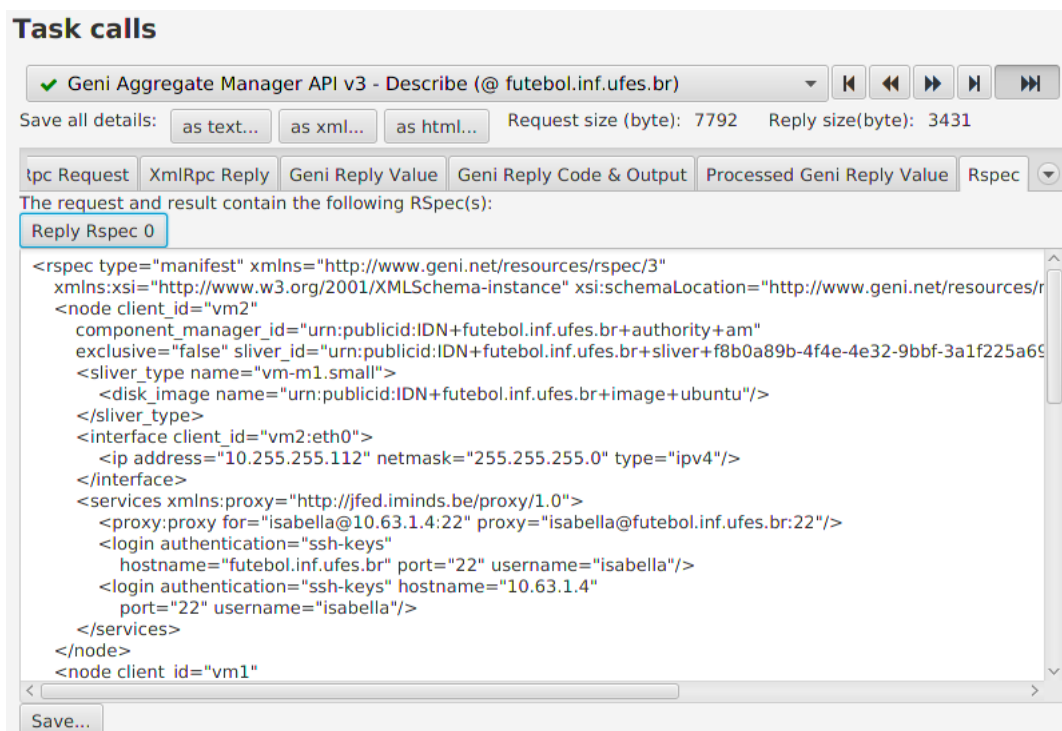 Task calls
Geni Aggregate Manager API v3 - Describe (@ futebol.inf.ufes.br)
Save all details: as text... as xml... as html... Request size (byte): 7792 Reply size(byte): 3431
Rpc Request XmlRpc Reply Geni Reply Value Geni Reply Code & Output Processed Geni Reply Value Rspec
The request and result contain the following RSpec(s):
Reply Rspec 0
<rspec type="manifest" xmlns="http://www.geni.net/resources/rspec/3"
xmlns:xsi="http://www.w3.org/2001/XMLSchema-instance" xsi:schemaLocation="http://www.geni.net/resources/r
<node client_id="vm2"
component_manager_id="urn:publicid:IDN+futebol.inf.ufes.br+authority+am"
exclusive="false" sliver_id="urn:publicid:IDN+futebol.inf.ufes.br+sliver+f8b0a89b-4f4e-4e32-9bbf-3a1f225a69
<sliver_type name="vm-m1.small">
<disk_image name="urn:publicid:IDN+futebol.inf.ufes.br+image+ubuntu"/>
</sliver_type>
<interface client_id="vm2:eth0">
<ip address="10.255.255.112" netmask="255.255.255.0" type="ipv4"/>
</interface>
<services xmlns:proxy="http://jfed.iminds.be/proxy/1.0">
<proxy:proxy for="isabella@10.63.1.4:22" proxy="isabella@futebol.inf.ufes.br:22"/>
<login authentication="ssh-keys"
hostname="futebol.inf.ufes.br" port="22" username="isabella"/>
<login authentication="ssh-keys" hostname="10.63.1.4"
port="22" username="isabella"/>
</services>
</node>
<node client_id="vm1"
Save...